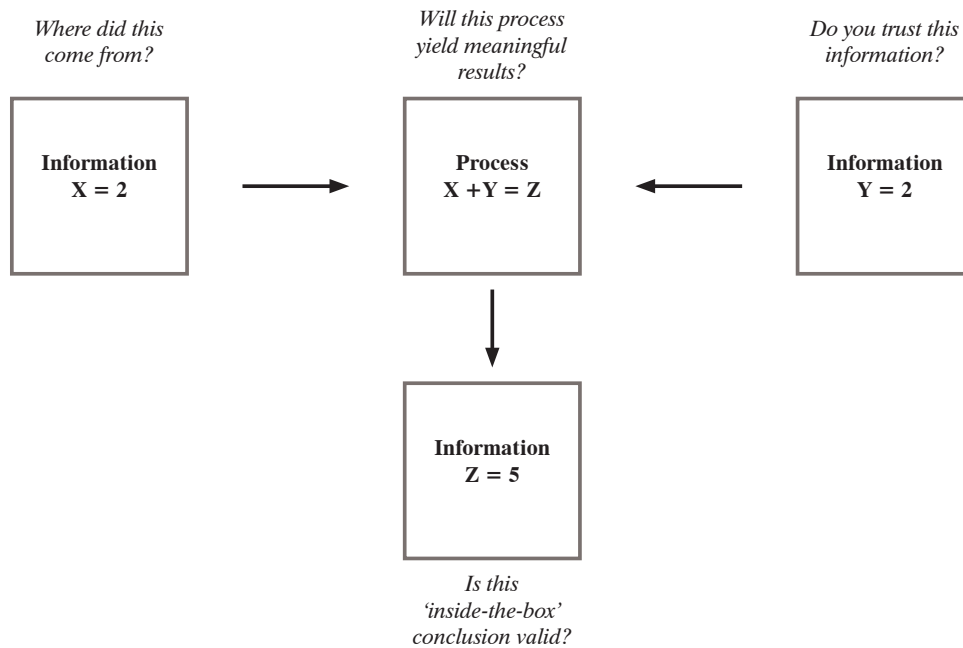 Where did this
come from?
Will this process
yield meaningful
results?
Do you trust this
information?
Information
X = 2
Process
X +Y = Z
Information
Y = 2
Information
Z = 5
Is this
‘inside-the-box’
conclusion valid?